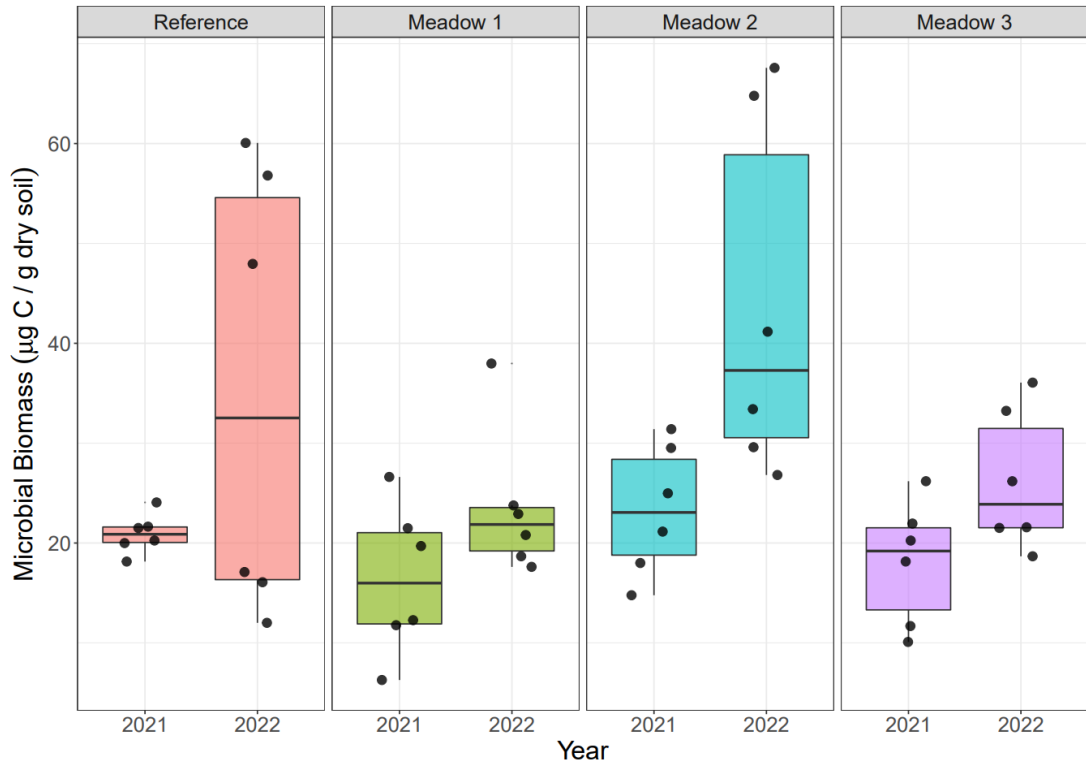 Reference Meadow 1 Meadow 2 Meadow 3
Microbial Biomass (µg C / g dry soil)
60
40
20
2021 2022 2021 2022 2021 2022 2021 2022
Year